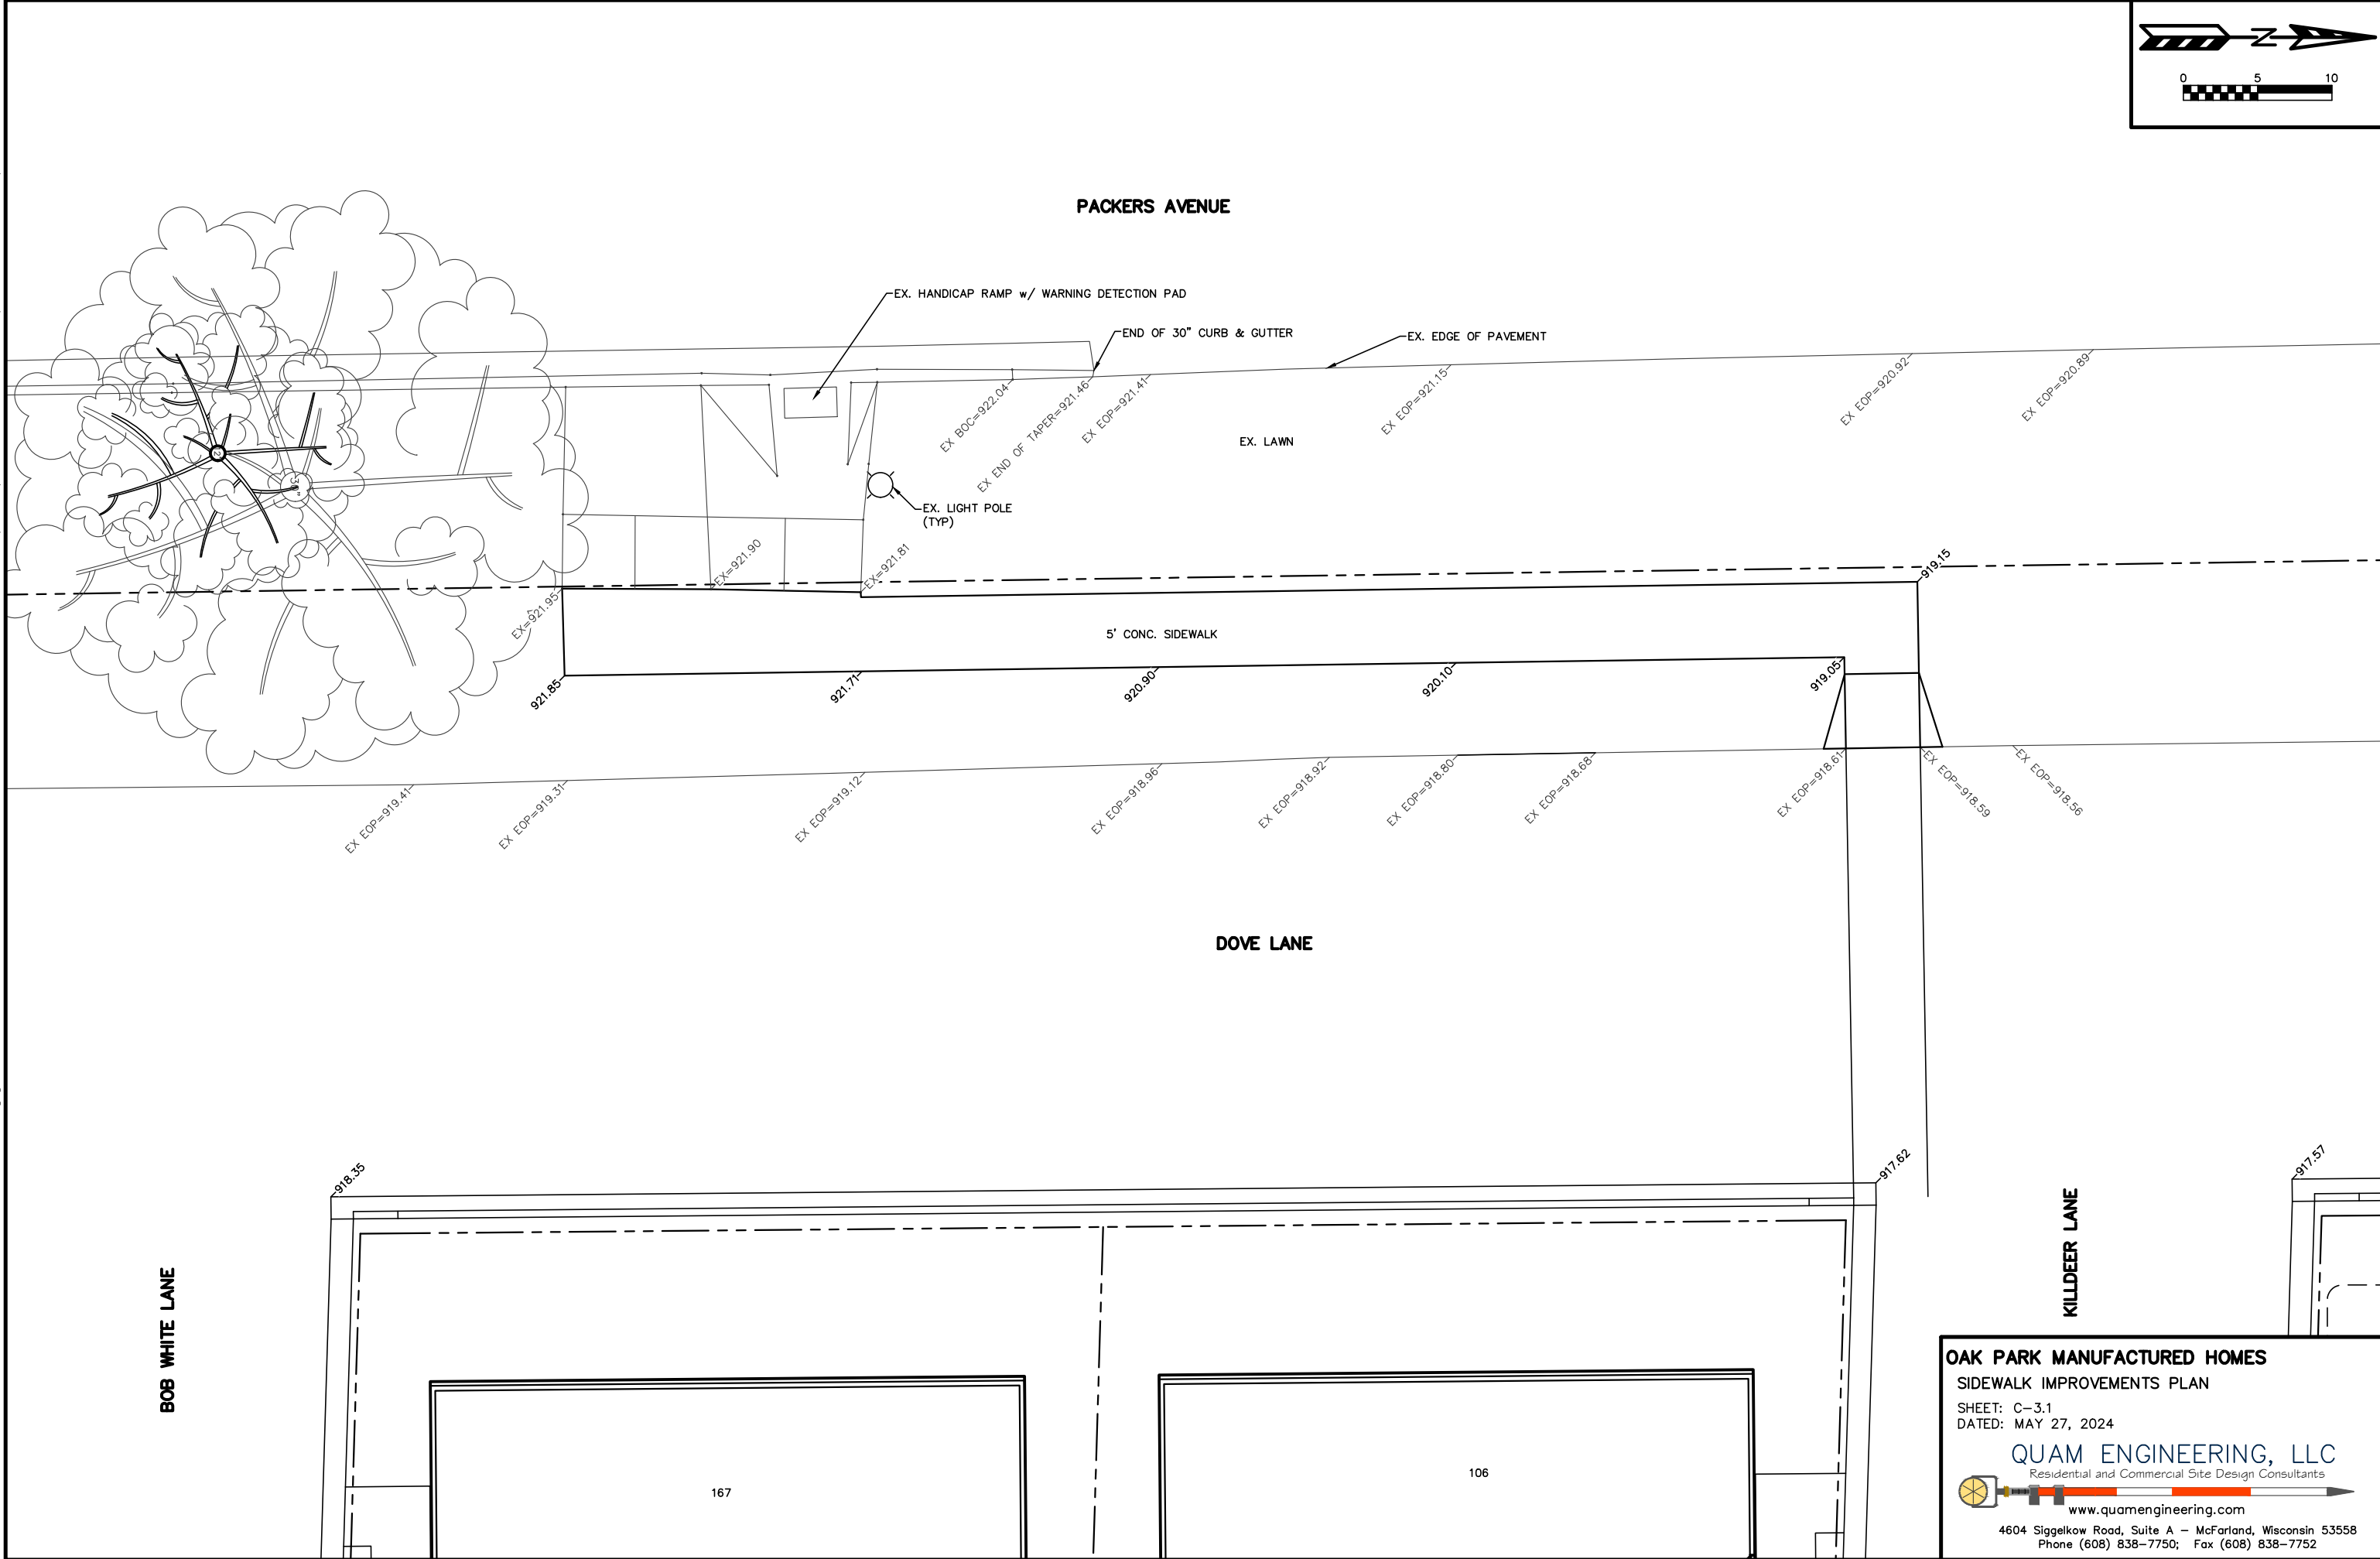 N
0 5 10
PACKERS AVENUE
EX. HANDICAP RAMP w/ WARNING DETECTION PAD
END OF 30" CURB & GUTTER
EX. EDGE OF PAVEMENT
EX BOC=922.04
EX END OF TAPER=921.46
EX EOP=921.41
EX EOP=921.15
EX EOP=920.92
EX EOP=920.89
EX. LAWN
EX. LIGHT POLE
(TYP)
EX=921.95
EX=921.90
EX=921.81
919.15
5' CONC. SIDEWALK
921.85
921.71
920.90
920.10
919.05
EX EOP=919.41
EX EOP=919.31
EX EOP=919.12
EX EOP=918.96
EX EOP=918.92
EX EOP=918.80
EX EOP=918.68
EX EOP=918.61
EX EOP=918.59
EX EOP=918.56
DOVE LANE
918.35
917.62
917.57
BOB WHITE LANE
KILLDEER LANE
167
106
OAK PARK MANUFACTURED HOMES
SIDEWALK IMPROVEMENTS PLAN
SHEET: C-3.1
DATED: MAY 27, 2024
QUAM ENGINEERING, LLC
Residential and Commercial Site Design Consultants
www.quamengineering.com
4604 Siggelkow Road, Suite A - McFarland, Wisconsin 53558
Phone (608) 838-7750; Fax (608) 838-7752